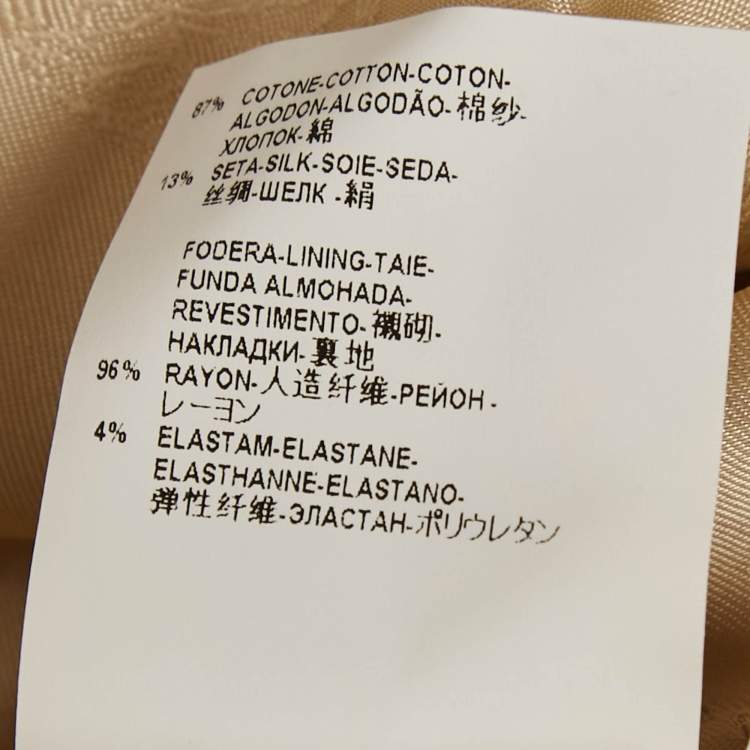 87% COTONE-COTTON-COTON-
ALGODON-ALGODÃO-棉纱-
ХЛОПОК-綿
13% SETA-SILK-SOIE-SEDA-
丝绸-ШЕЛК -絹
FODERA-LINING-TAIE-
FUNDA ALMOHADA-
REVESTIMENTO-襯砌-
НАКЛАДКИ-裏地
96% RAYON-人造纤维-РЕЙОН-
レーヨン
4% ELASTAM-ELASTANE-
ELASTHANNE-ELASTANO-
弹性纤维-ЭЛАСТАН-ポリウレタン